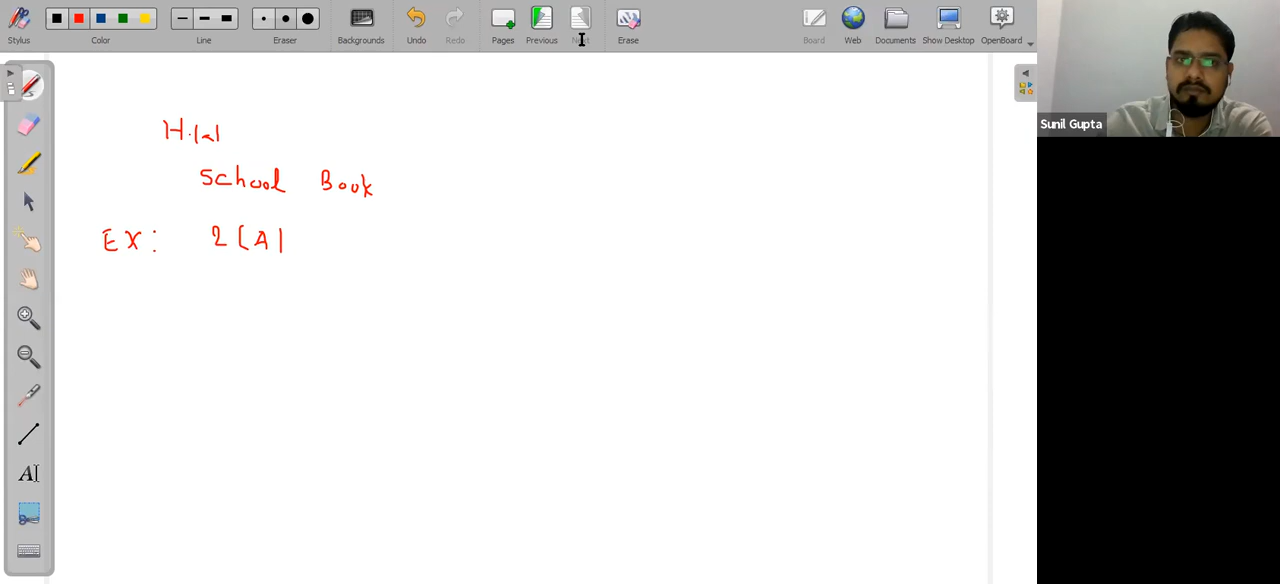 Stylus
Color
Line
Eraser
Backgrounds
Undo
Redo
Pages
Previous
Next
Erase
Board
Web
Documents
Show Desktop
OpenBoard
Sunil Gupta
School Book
EX: 2(A)